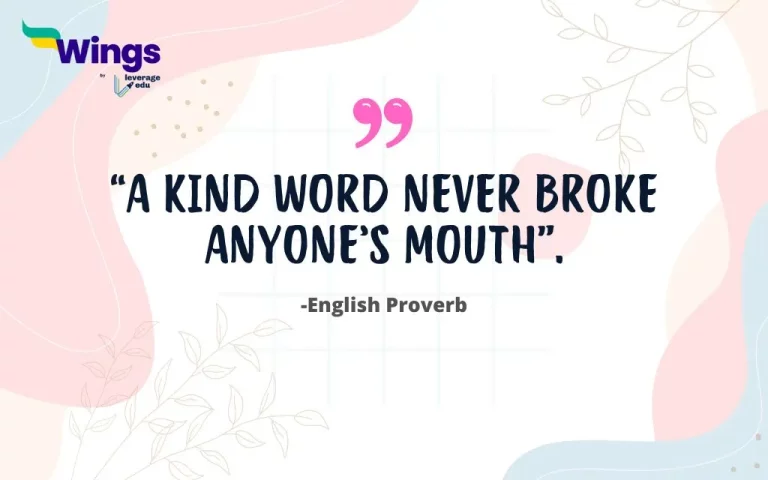 Wings
by leverage
edu
“A KIND WORD NEVER BROKE
ANYONE’S MOUTH”.
-English Proverb